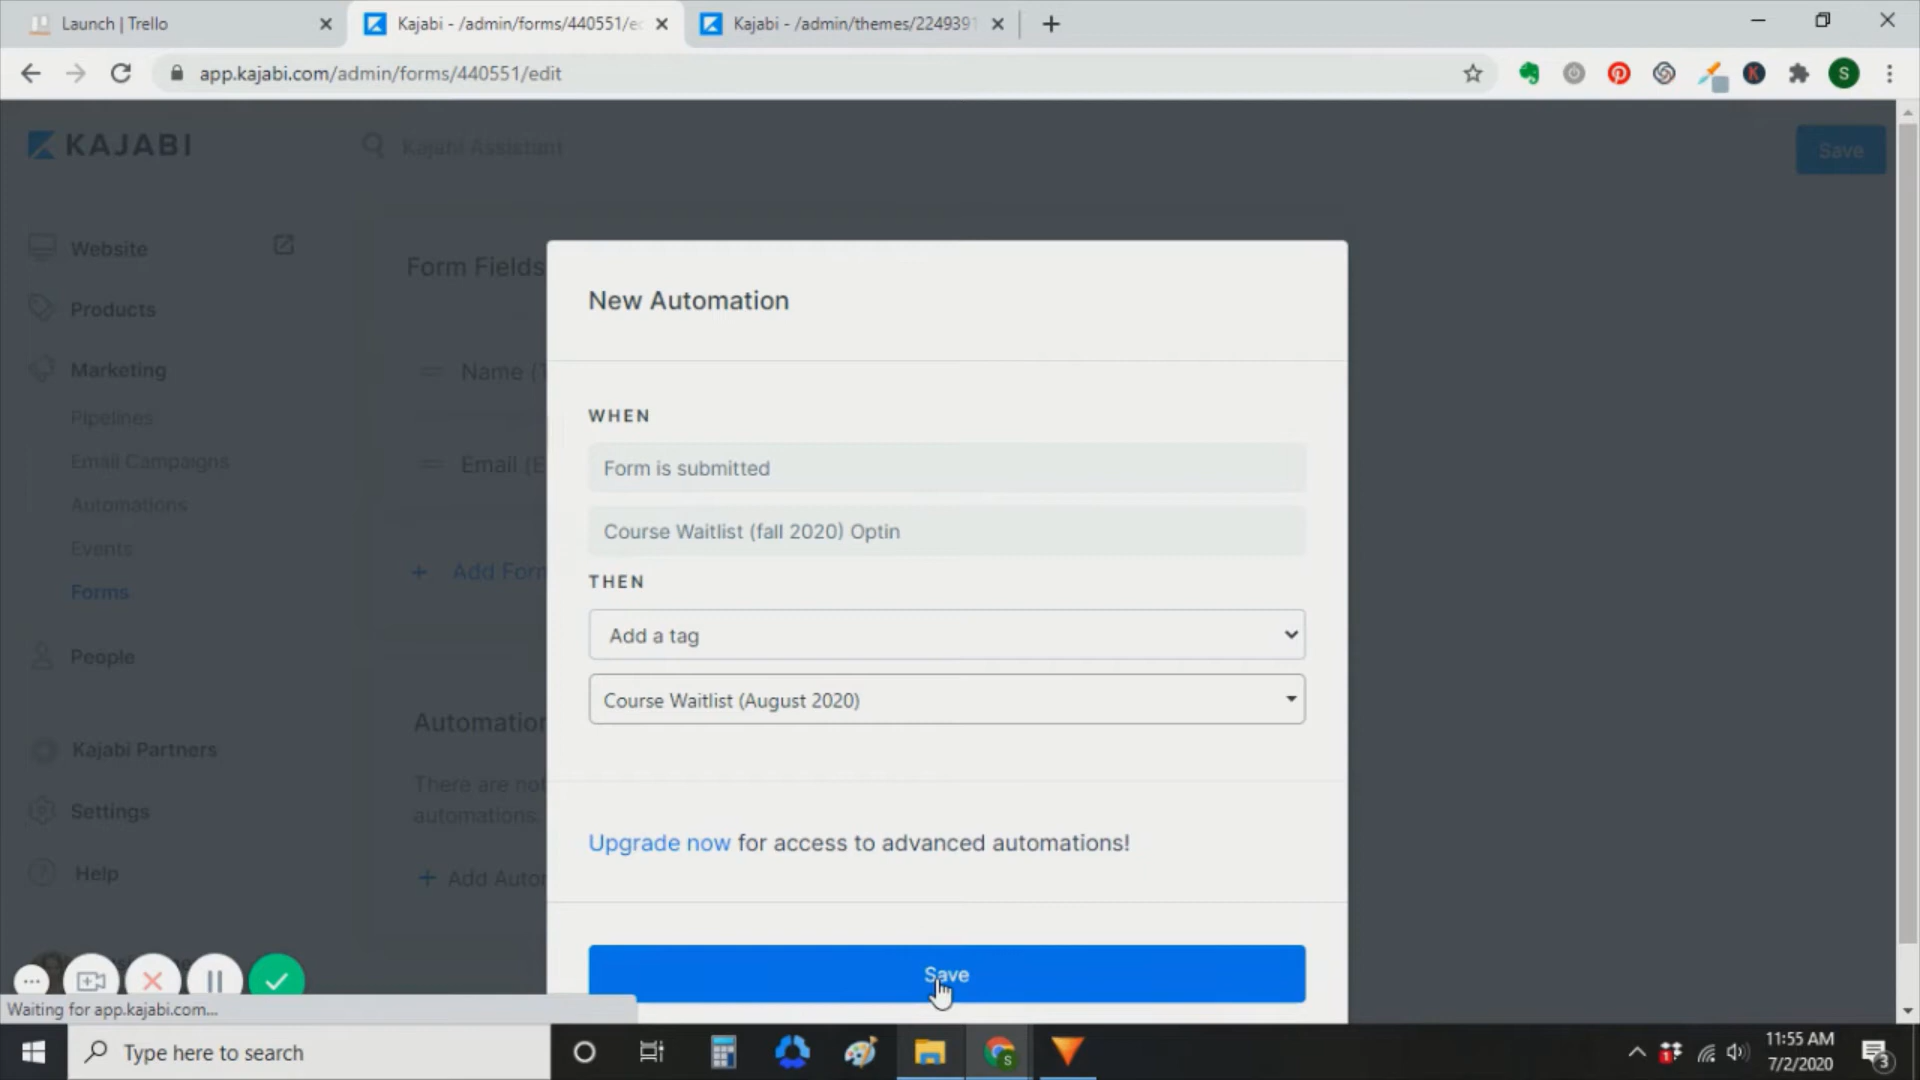 Launch | Trello
Kajabi - /admin/forms/440551/e
Kajabi - /admin/themes/2249391
app.kajabi.com/admin/forms/440551/edit
S
K
KAJABI
Kajabi Assistant
Save
Website
Products
Marketing
Pipelines
Email Campaigns
Automations
Events
Forms
People
Kajabi Partners
Settings
Help
Form Fields
Name (T
Email (E
+ Add Form
Automation
There are not
automations.
+ Add Autor
New Automation
WHEN
Form is submitted
Course Waitlist (fall 2020) Optin
THEN
Add a tag
Course Waitlist (August 2020)
Upgrade now for access to advanced automations!
Save
Waiting for app.kajabi.com...
Type here to search
11:55 AM
7/2/2020
3